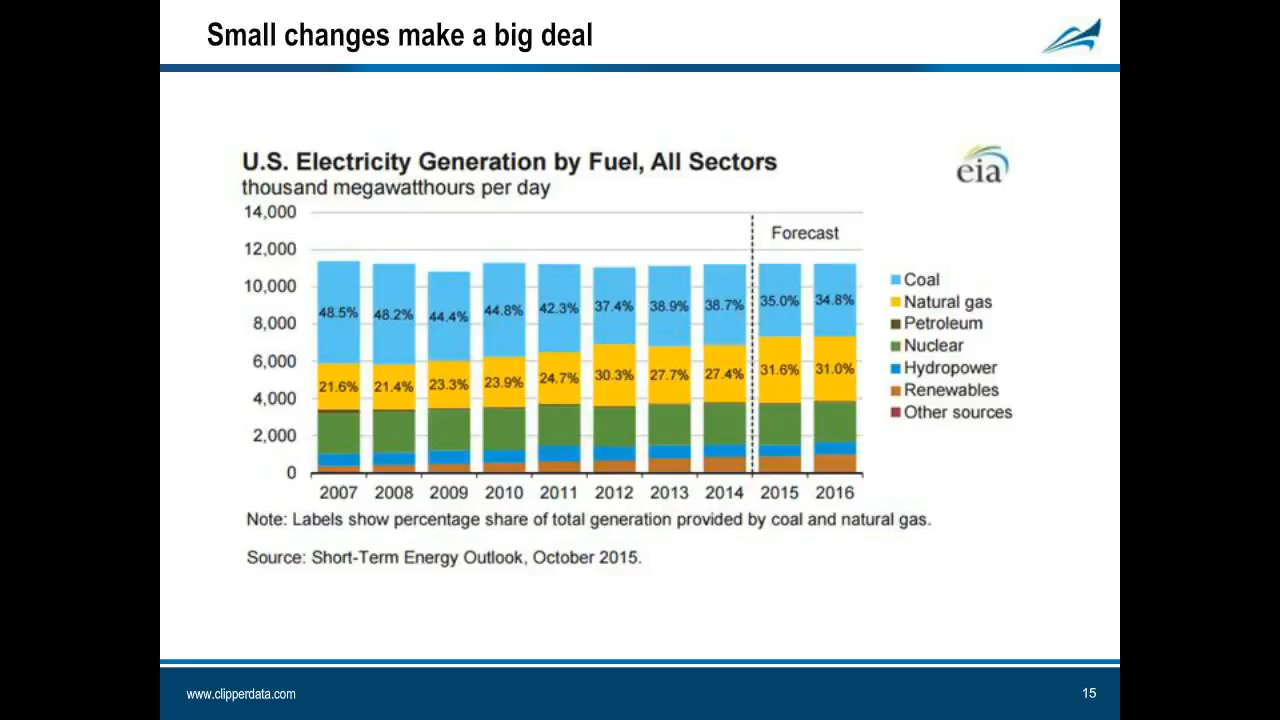 Small changes make a big deal
U.S. Electricity Generation by Fuel, All Sectors
thousand megawatthours per day
eia
14,000
12,000
10,000
8,000
6,000
4,000
2,000
0
Forecast
48.5% 48.2% 44.4% 44.8% 42.3% 37.4% 38.9% 38.7% 35.0% 34.8%
21.6% 21.4% 23.3% 23.9% 24.7% 30.3% 27.7% 27.4% 31.6% 31.0%
2007 2008 2009 2010 2011 2012 2013 2014 2015 2016
Coal
Natural gas
Petroleum
Nuclear
Hydropower
Renewables
Other sources
Note: Labels show percentage share of total generation provided by coal and natural gas.
Source: Short-Term Energy Outlook, October 2015.
www.clipperdata.com
15